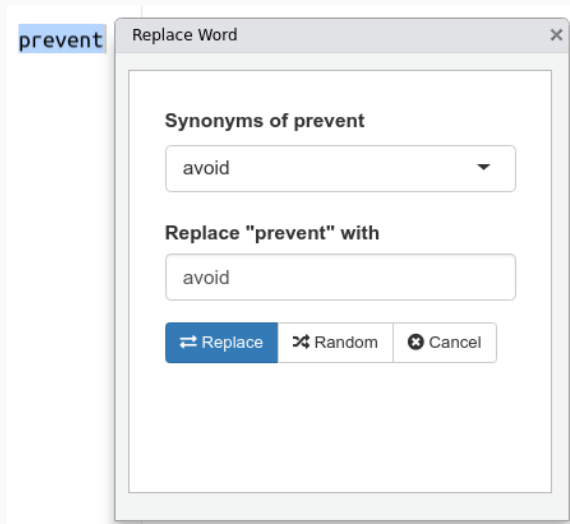 prevent
Replace Word
Synonyms of prevent
avoid
Replace "prevent" with
avoid
Replace Random Cancel